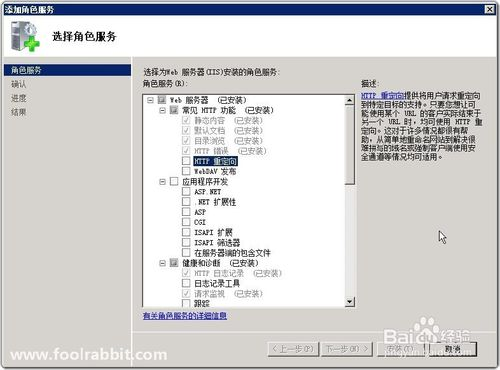 添加角色服务
选择角色服务
角色服务
确认
进度
结果
选择为Web 服务器(IIS)安装的角色服务:
角色服务(R):
Web 服务器 (已安装)
常见 HTTP 功能 (已安装)
静态内容 (已安装)
默认文档 (已安装)
目录浏览 (已安装)
HTTP 错误 (已安装)
HTTP 重定向
WebDAV 发布
应用程序开发
ASP.NET
.NET 扩展性
ASP
CGI
ISAPI 扩展
ISAPI 筛选器
在服务器端的包含文件
健康和诊断 (已安装)
HTTP 日志记录 (已安装)
日志记录工具
请求监视 (已安装)
跟踪
有关角色服务的详细信息
描述:
HTTP 重定向提供将用户请求重定向
到特定目标的支持。只要您想让可
能使用某个 URL 的客户实际结束于
另一个 URL 时，均可使用 HTTP 重
定向。这对于许多情况都很有帮
助，从简单地重命名网站到解决很
难拼写的域名或强制客户端使用安
全通道等情况均可适用。
< 上一步(P)
下一步(N) >
安装(I)
取消
www.foolrabbit.com
Baidu 经验